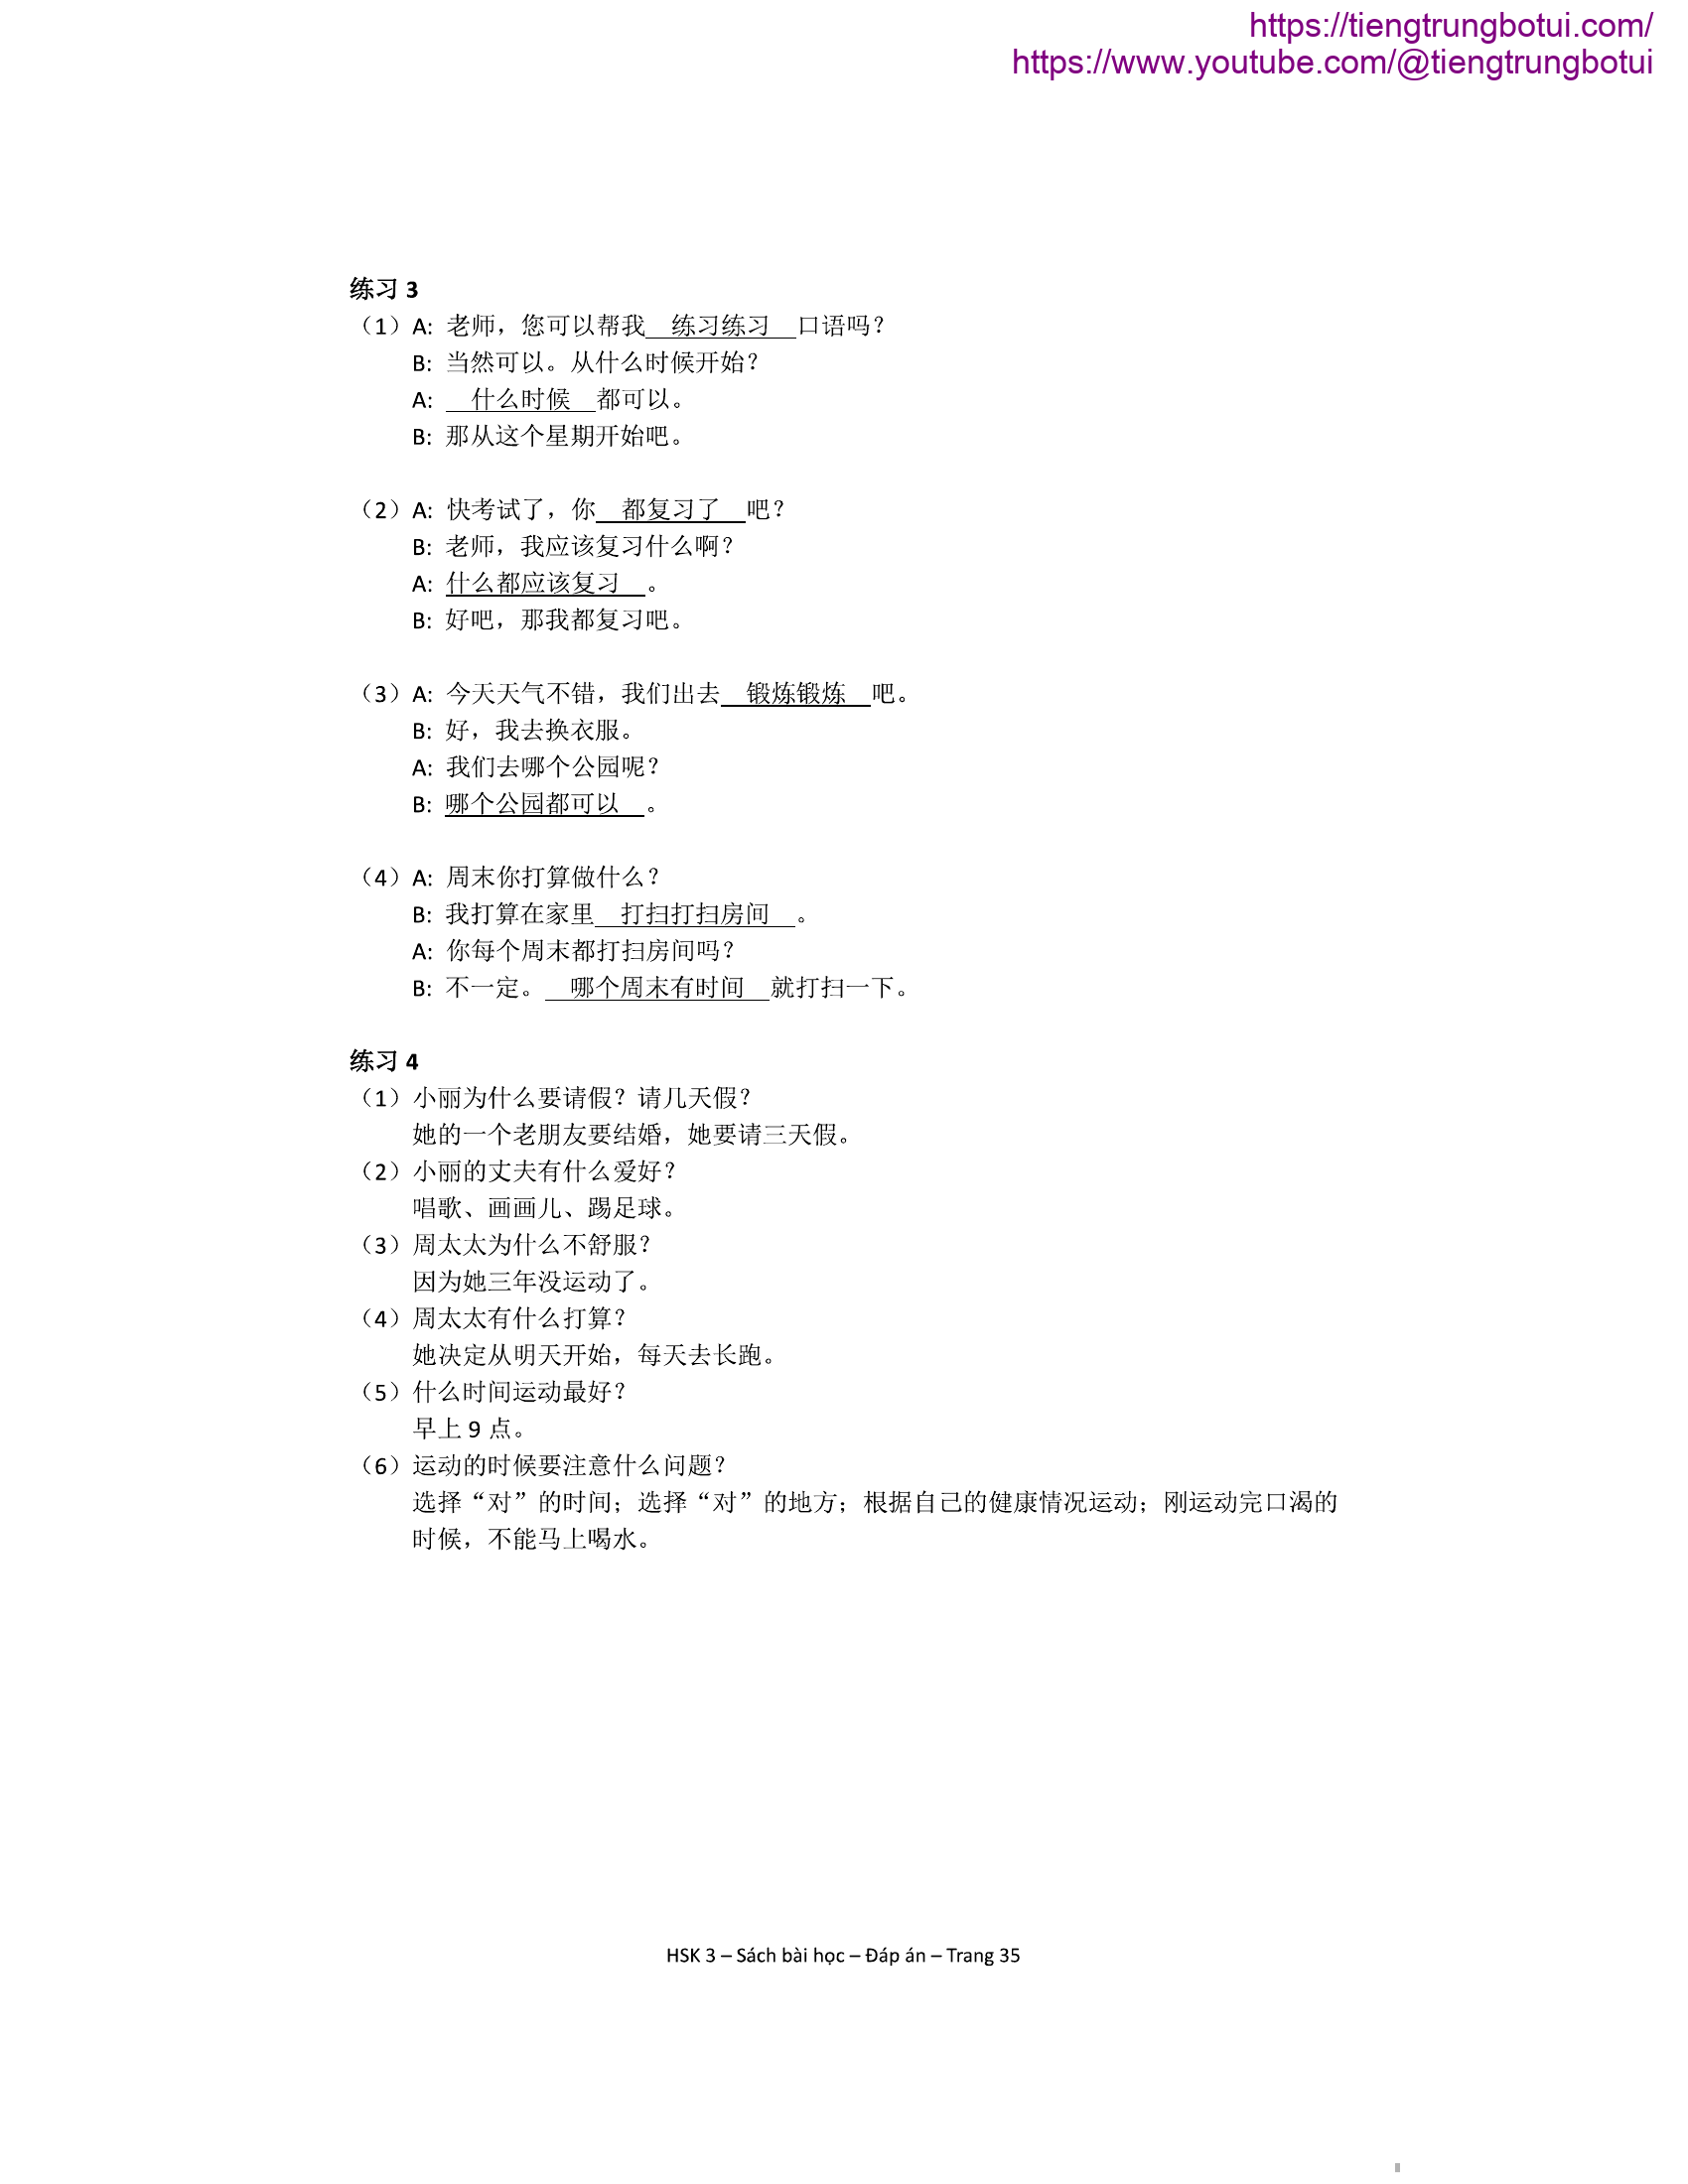 https://tiengtrungbotui.com/
https://www.youtube.com/@tiengtrungbotui
练习 3
（1）A: 老师，您可以帮我__练习练习__口语吗？
B: 当然可以。从什么时候开始？
A: __什么时候__都可以。
B: 那从这个星期开始吧。
（2）A: 快考试了，你__都复习了__吧？
B: 老师，我应该复习什么啊？
A: 什么都应该复习__。
B: 好吧，那我都复习吧。
（3）A: 今天天气不错，我们出去__锻炼锻炼__吧。
B: 好，我去换衣服。
A: 我们去哪个公园呢？
B: 哪个公园都可以__。
（4）A: 周末你打算做什么？
B: 我打算在家里__打扫打扫房间__。
A: 你每个周末都打扫房间吗？
B: 不一定。__哪个周末有时间__就打扫一下。
练习 4
（1）小丽为什么要请假？请几天假？
她的一个老朋友要结婚，她要请三天假。
（2）小丽的丈夫有什么爱好？
唱歌、画画儿、踢足球。
（3）周太太为什么不舒服？
因为她三年没运动了。
（4）周太太有什么打算？
她决定从明天开始，每天去长跑。
（5）什么时间运动最好？
早上 9 点。
（6）运动的时候要注意什么问题？
选择“对”的时间；选择“对”的地方；根据自己的健康情况运动；刚运动完口渴的
时候，不能马上喝水。
HSK 3 – Sách bài học – Đáp án – Trang 35